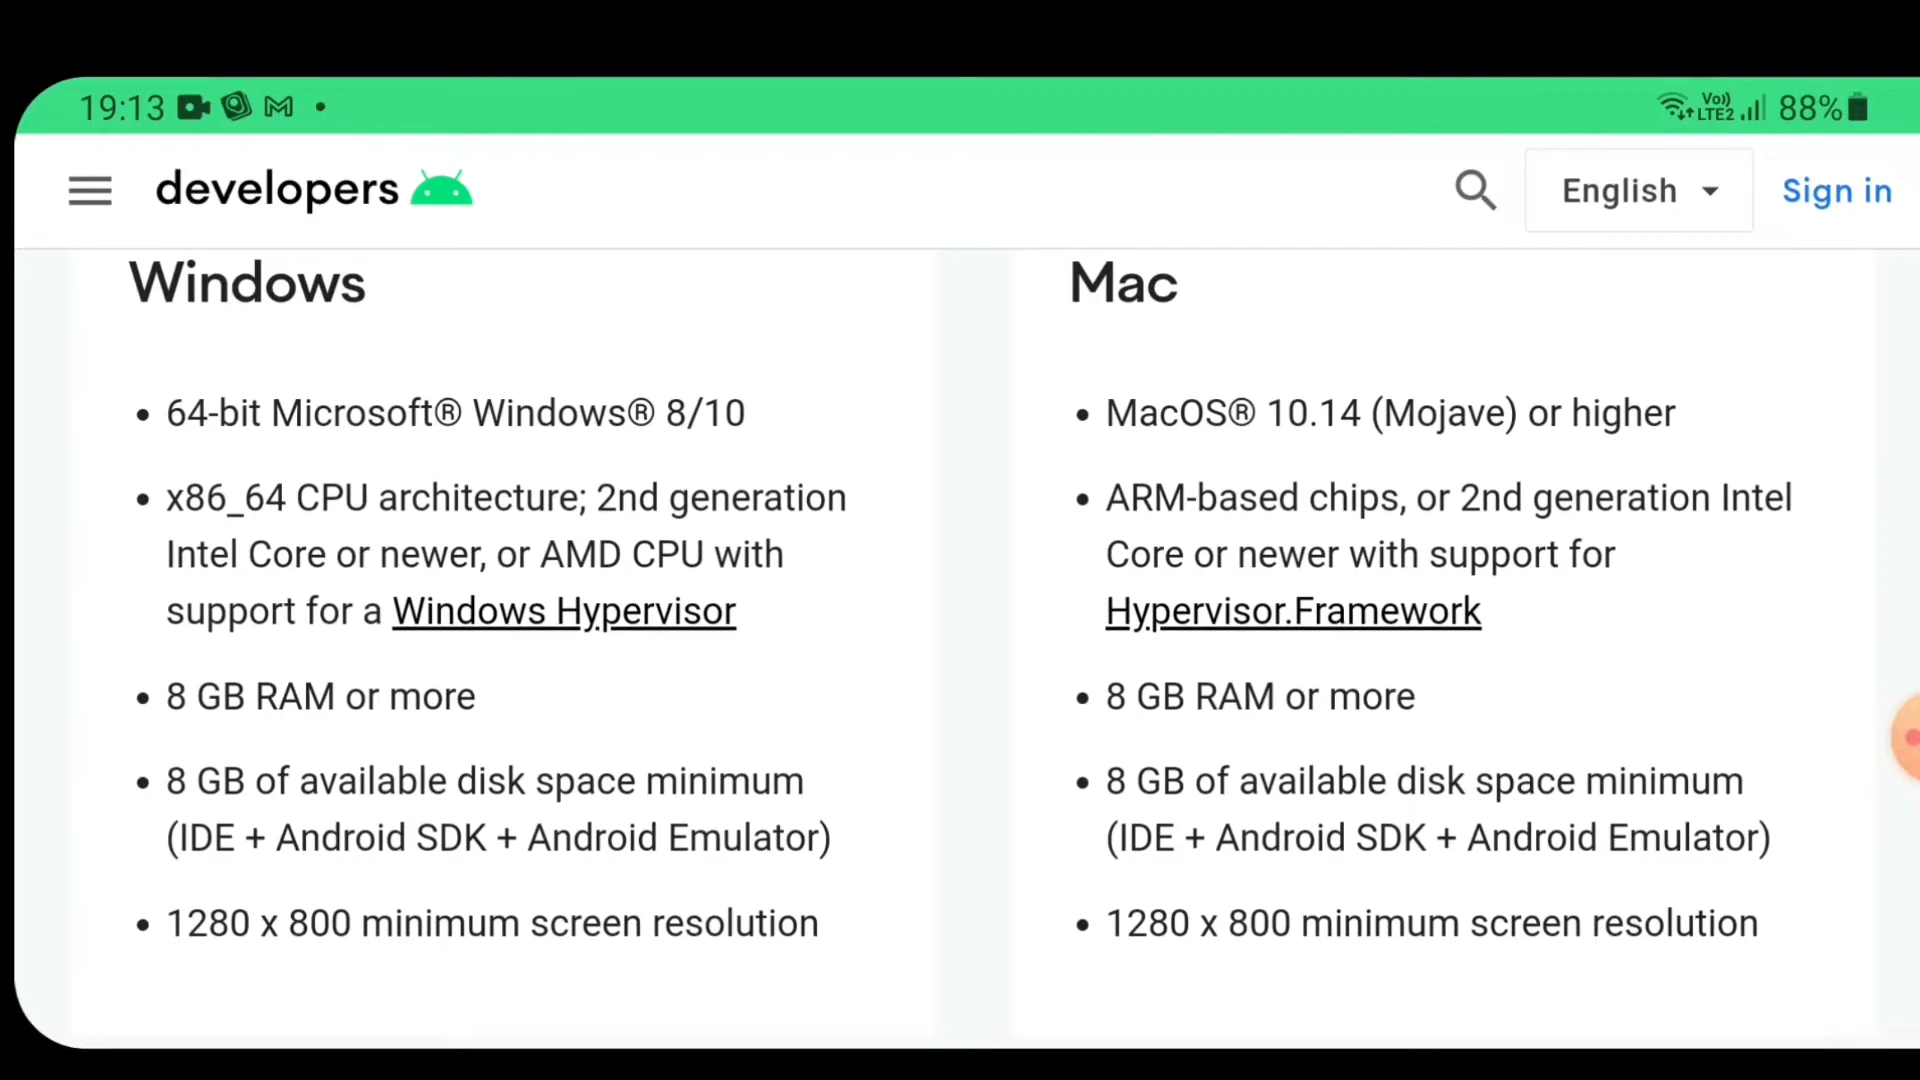 19:13
Vo)) LTE2 88%
developers
English
Sign in
Windows
• 64-bit Microsoft® Windows® 8/10
• x86_64 CPU architecture; 2nd generation
Intel Core or newer, or AMD CPU with
support for a Windows Hypervisor
• 8 GB RAM or more
• 8 GB of available disk space minimum
(IDE + Android SDK + Android Emulator)
• 1280 x 800 minimum screen resolution
Mac
• MacOS® 10.14 (Mojave) or higher
• ARM-based chips, or 2nd generation Intel
Core or newer with support for
Hypervisor.Framework
• 8 GB RAM or more
• 8 GB of available disk space minimum
(IDE + Android SDK + Android Emulator)
• 1280 x 800 minimum screen resolution